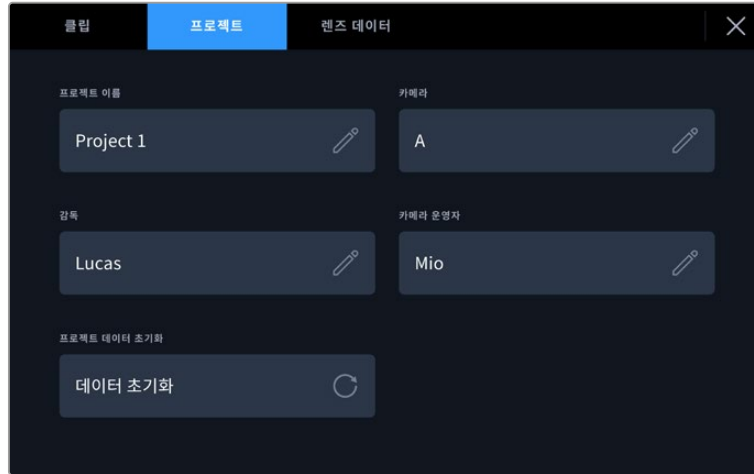 클립
프로젝트
렌즈 데이터
프로젝트 이름
카메라
Project 1
A
감독
카메라 운영자
Lucas
Mio
프로젝트 데이터 초기화
데이터 초기화